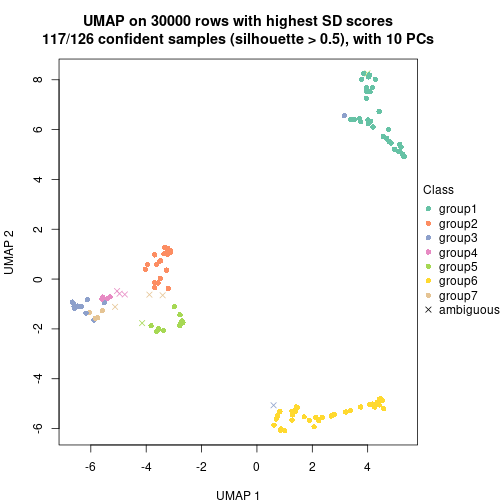 UMAP on 30000 rows with highest SD scores
117/126 confident samples (silhouette > 0.5), with 10 PCs
8
6
4
2
0
-2
-4
-6
UMAP 2
-6 -4 -2 0 2 4
UMAP 1
Class
group1
group2
group3
group4
group5
group6
group7
ambiguous